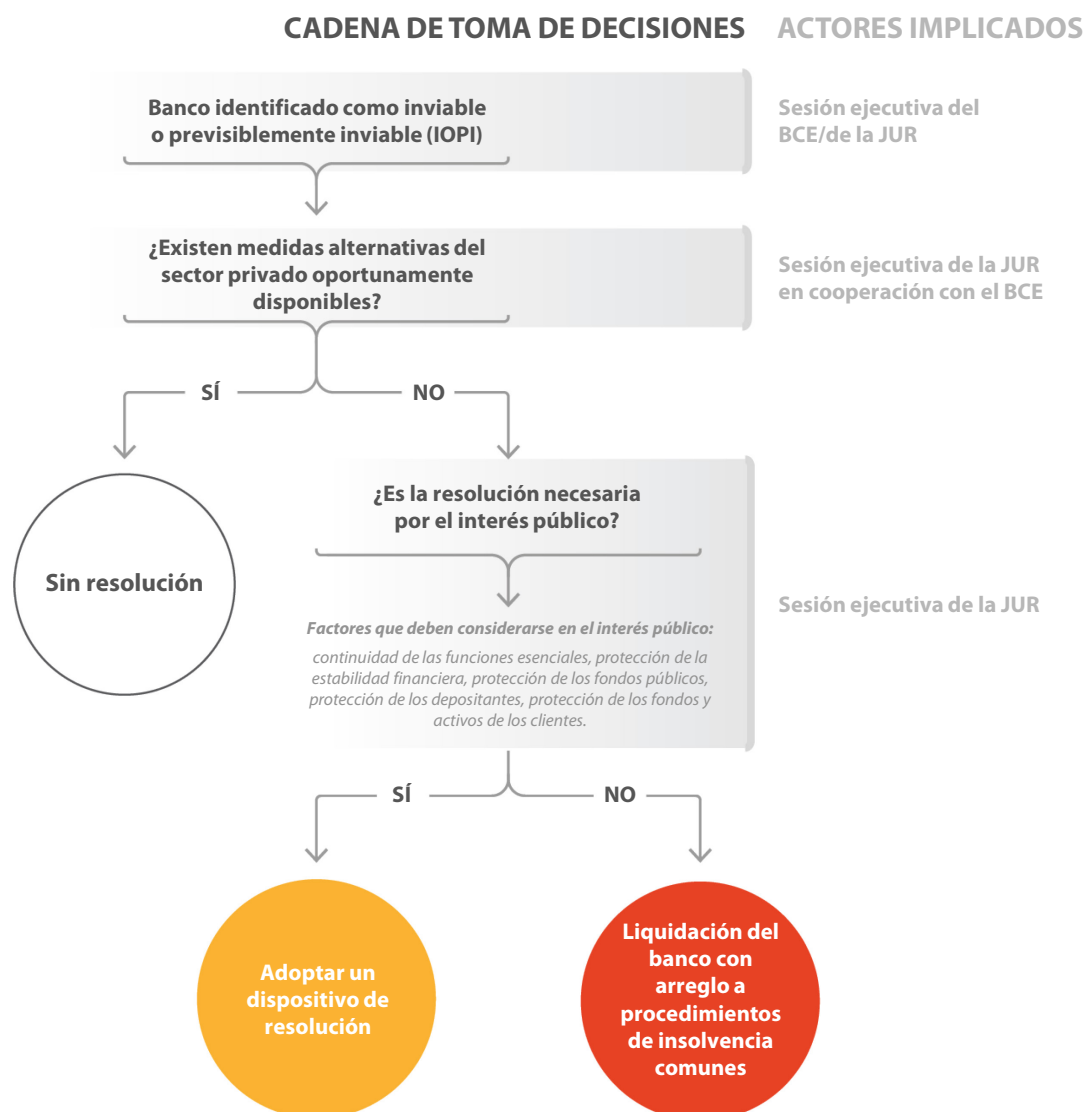 CADENA DE TOMA DE DECISIONES
ACTORES IMPLICADOS
Banco identificado como inviable
o previsiblemente inviable (IOPI)
Sesión ejecutiva del
BCE/de la JUR
¿Existen medidas alternativas del
sector privado oportunamente
disponibles?
Sesión ejecutiva de la JUR
en cooperación con el BCE
SÍ
NO
Sin resolución
¿Es la resolución necesaria
por el interés público?
Factores que deben considerarse en el interés público:
continuidad de las funciones esenciales, protección de la
estabilidad financiera, protección de los fondos públicos,
protección de los depositantes, protección de los fondos y
activos de los clientes.
Sesión ejecutiva de la JUR
SÍ
NO
Adoptar un
dispositivo de
resolución
Liquidación del
banco con
arreglo a
procedimientos
de insolvencia
comunes